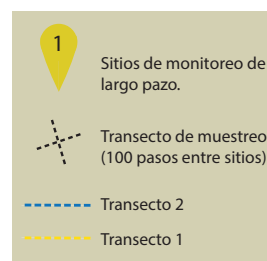 1
Sitios de monitoreo de
largo pazo.
Transecto de muestreo
(100 pasos entre sitios)
Transecto 2
Transecto 1